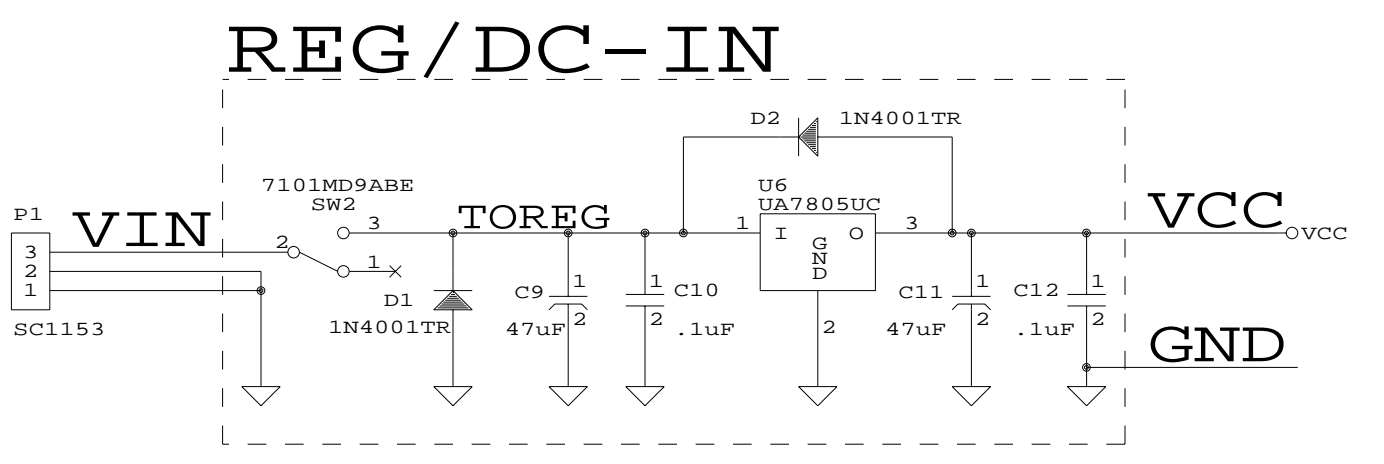 REG/DC-IN
D2 1N4001TR
7101MD9ABE
SW2
U6
UA7805UC
P1
VIN
TOREG
VCC
VCC
3
2
1
SC1153
2
3
1
1
I
GND
O
3
2
D1
1N4001TR
C9
47uF
1
2
C10
.1uF
1
2
C11
47uF
1
2
C12
.1uF
1
2
GND